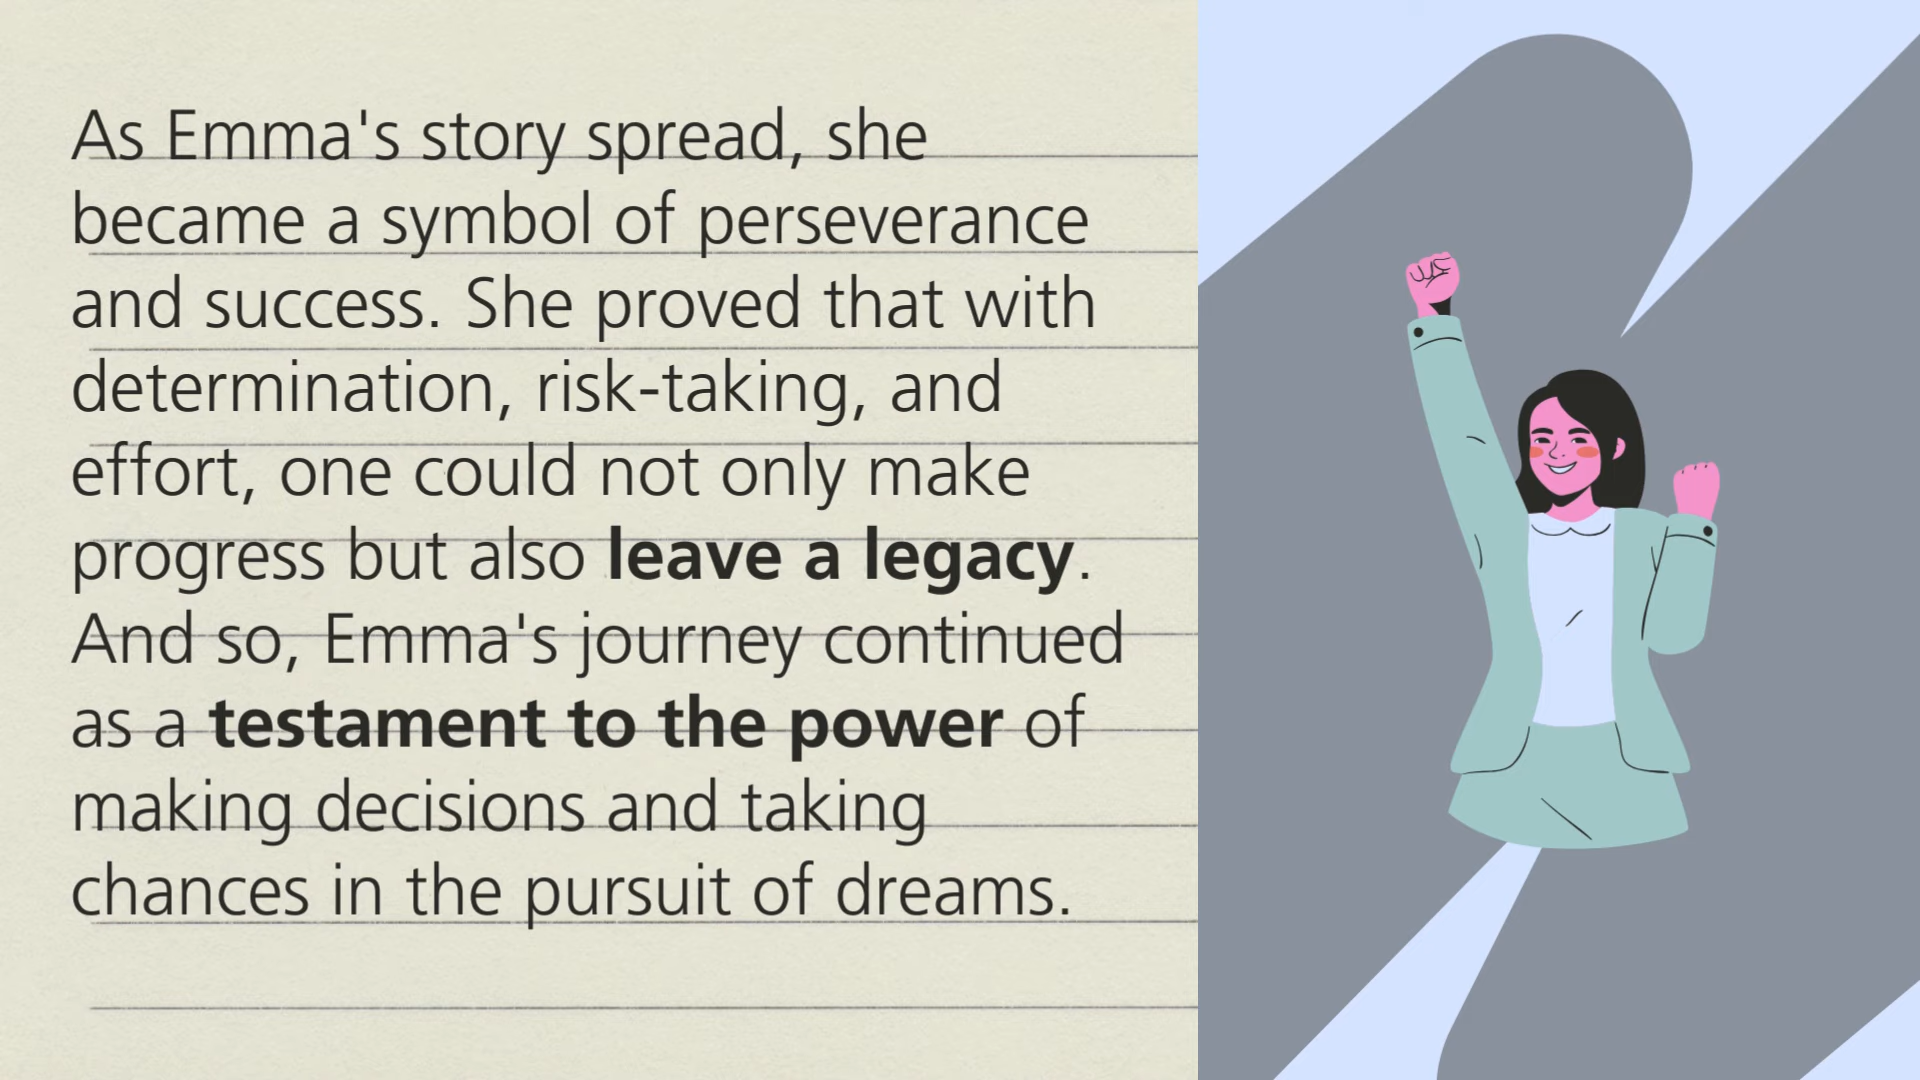 As Emma's story spread, she
became a symbol of perseverance
and success. She proved that with
determination, risk-taking, and
effort, one could not only make
progress but also leave a legacy.
And so, Emma's journey continued
as a testament to the power of
making decisions and taking
chances in the pursuit of dreams.